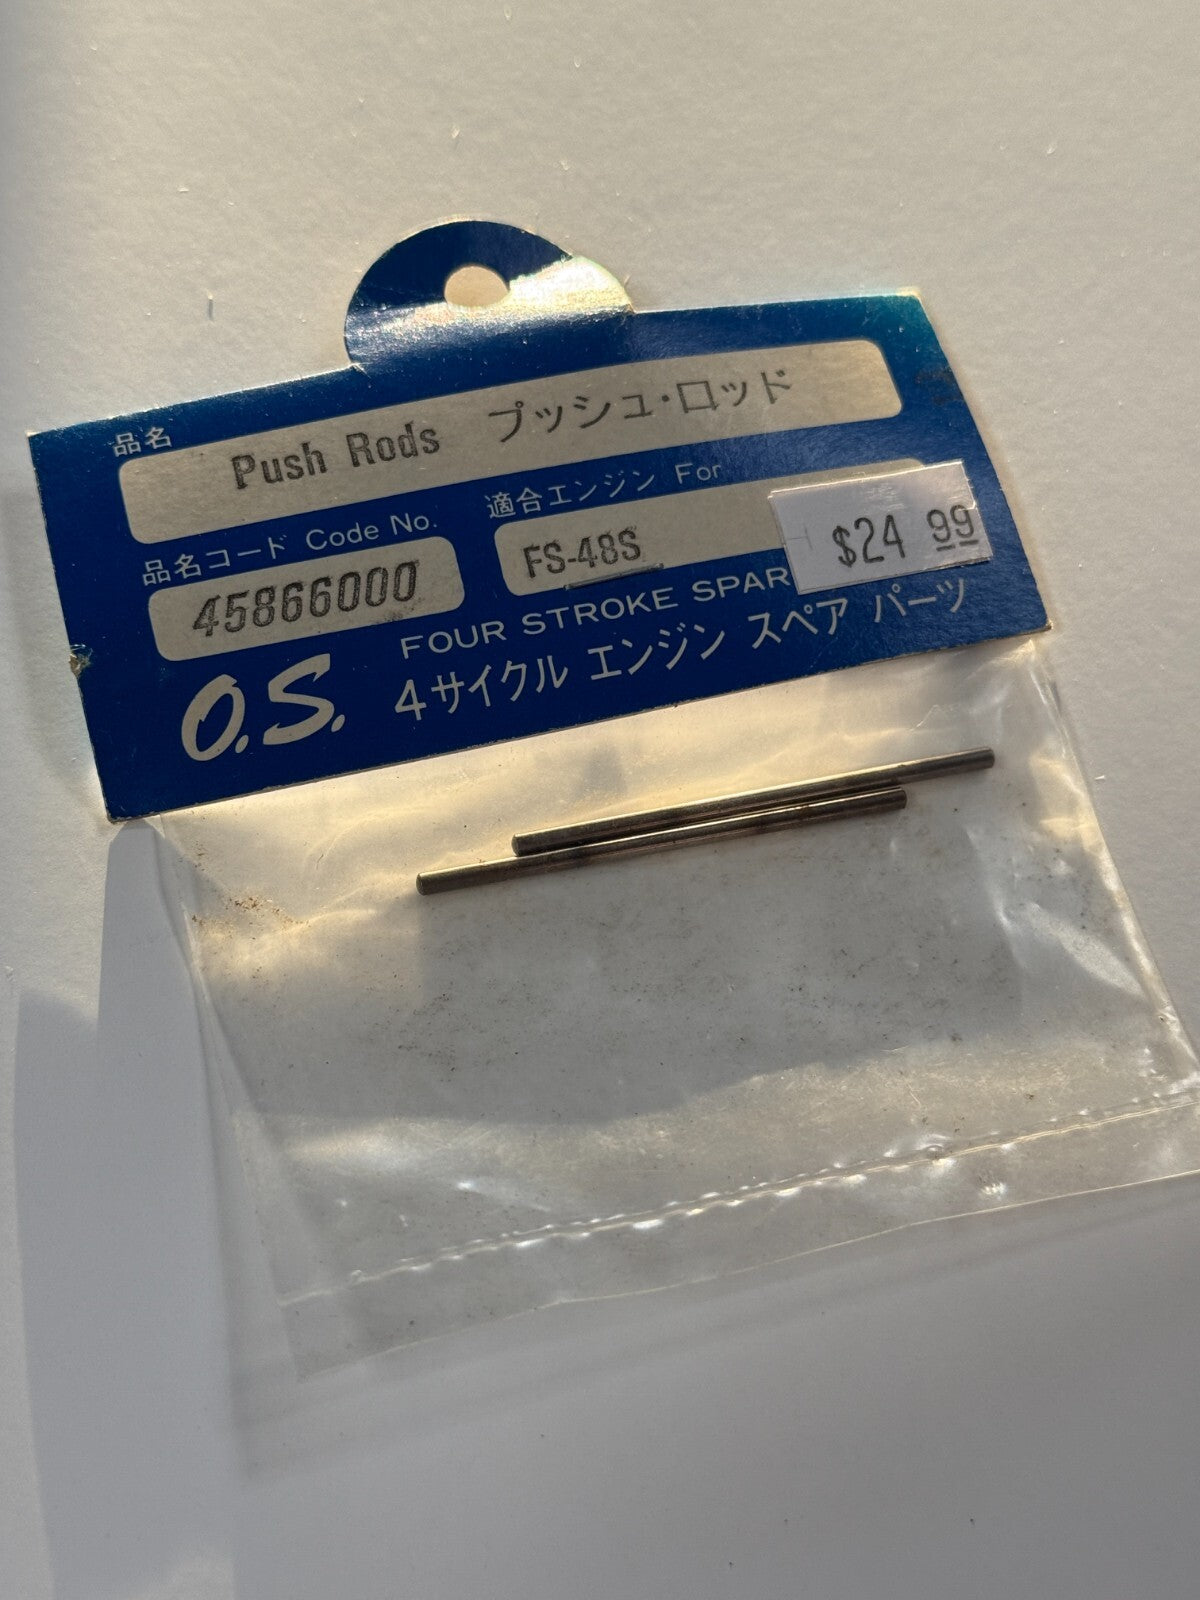 品名
Push Rods プッシュ・ロッド
品名コード Code No.
45866000
適合エンジン For
FS-48S
$24 99
FOUR STROKE SPAR
O.S.
4サイクル エンジン スペア パーツ